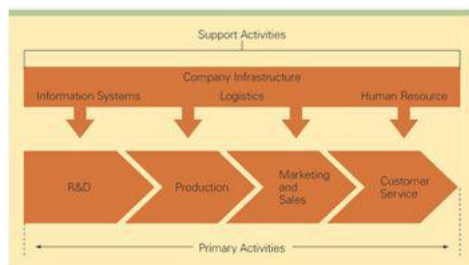 Support Activities
Company Infrastructure
Information Systems Logistics Human Resource
R&D Production Marketing and Sales Customer Service
Primary Activities